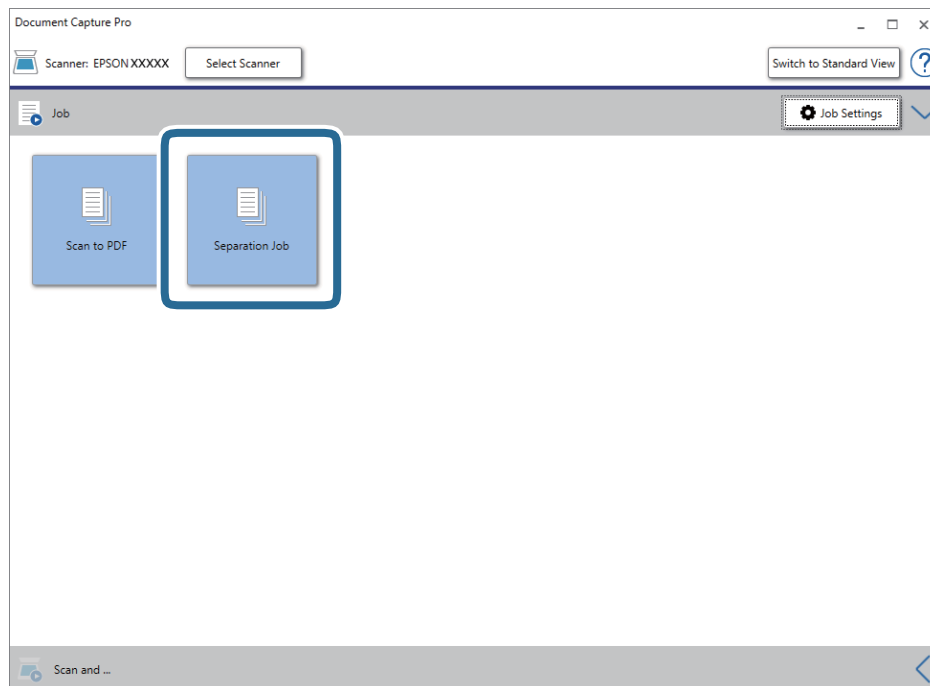 Document Capture Pro
Scanner: EPSON XXXXX
Select Scanner
Switch to Standard View
?
Job
Job Settings
Scan to PDF
Separation Job
Scan and ...